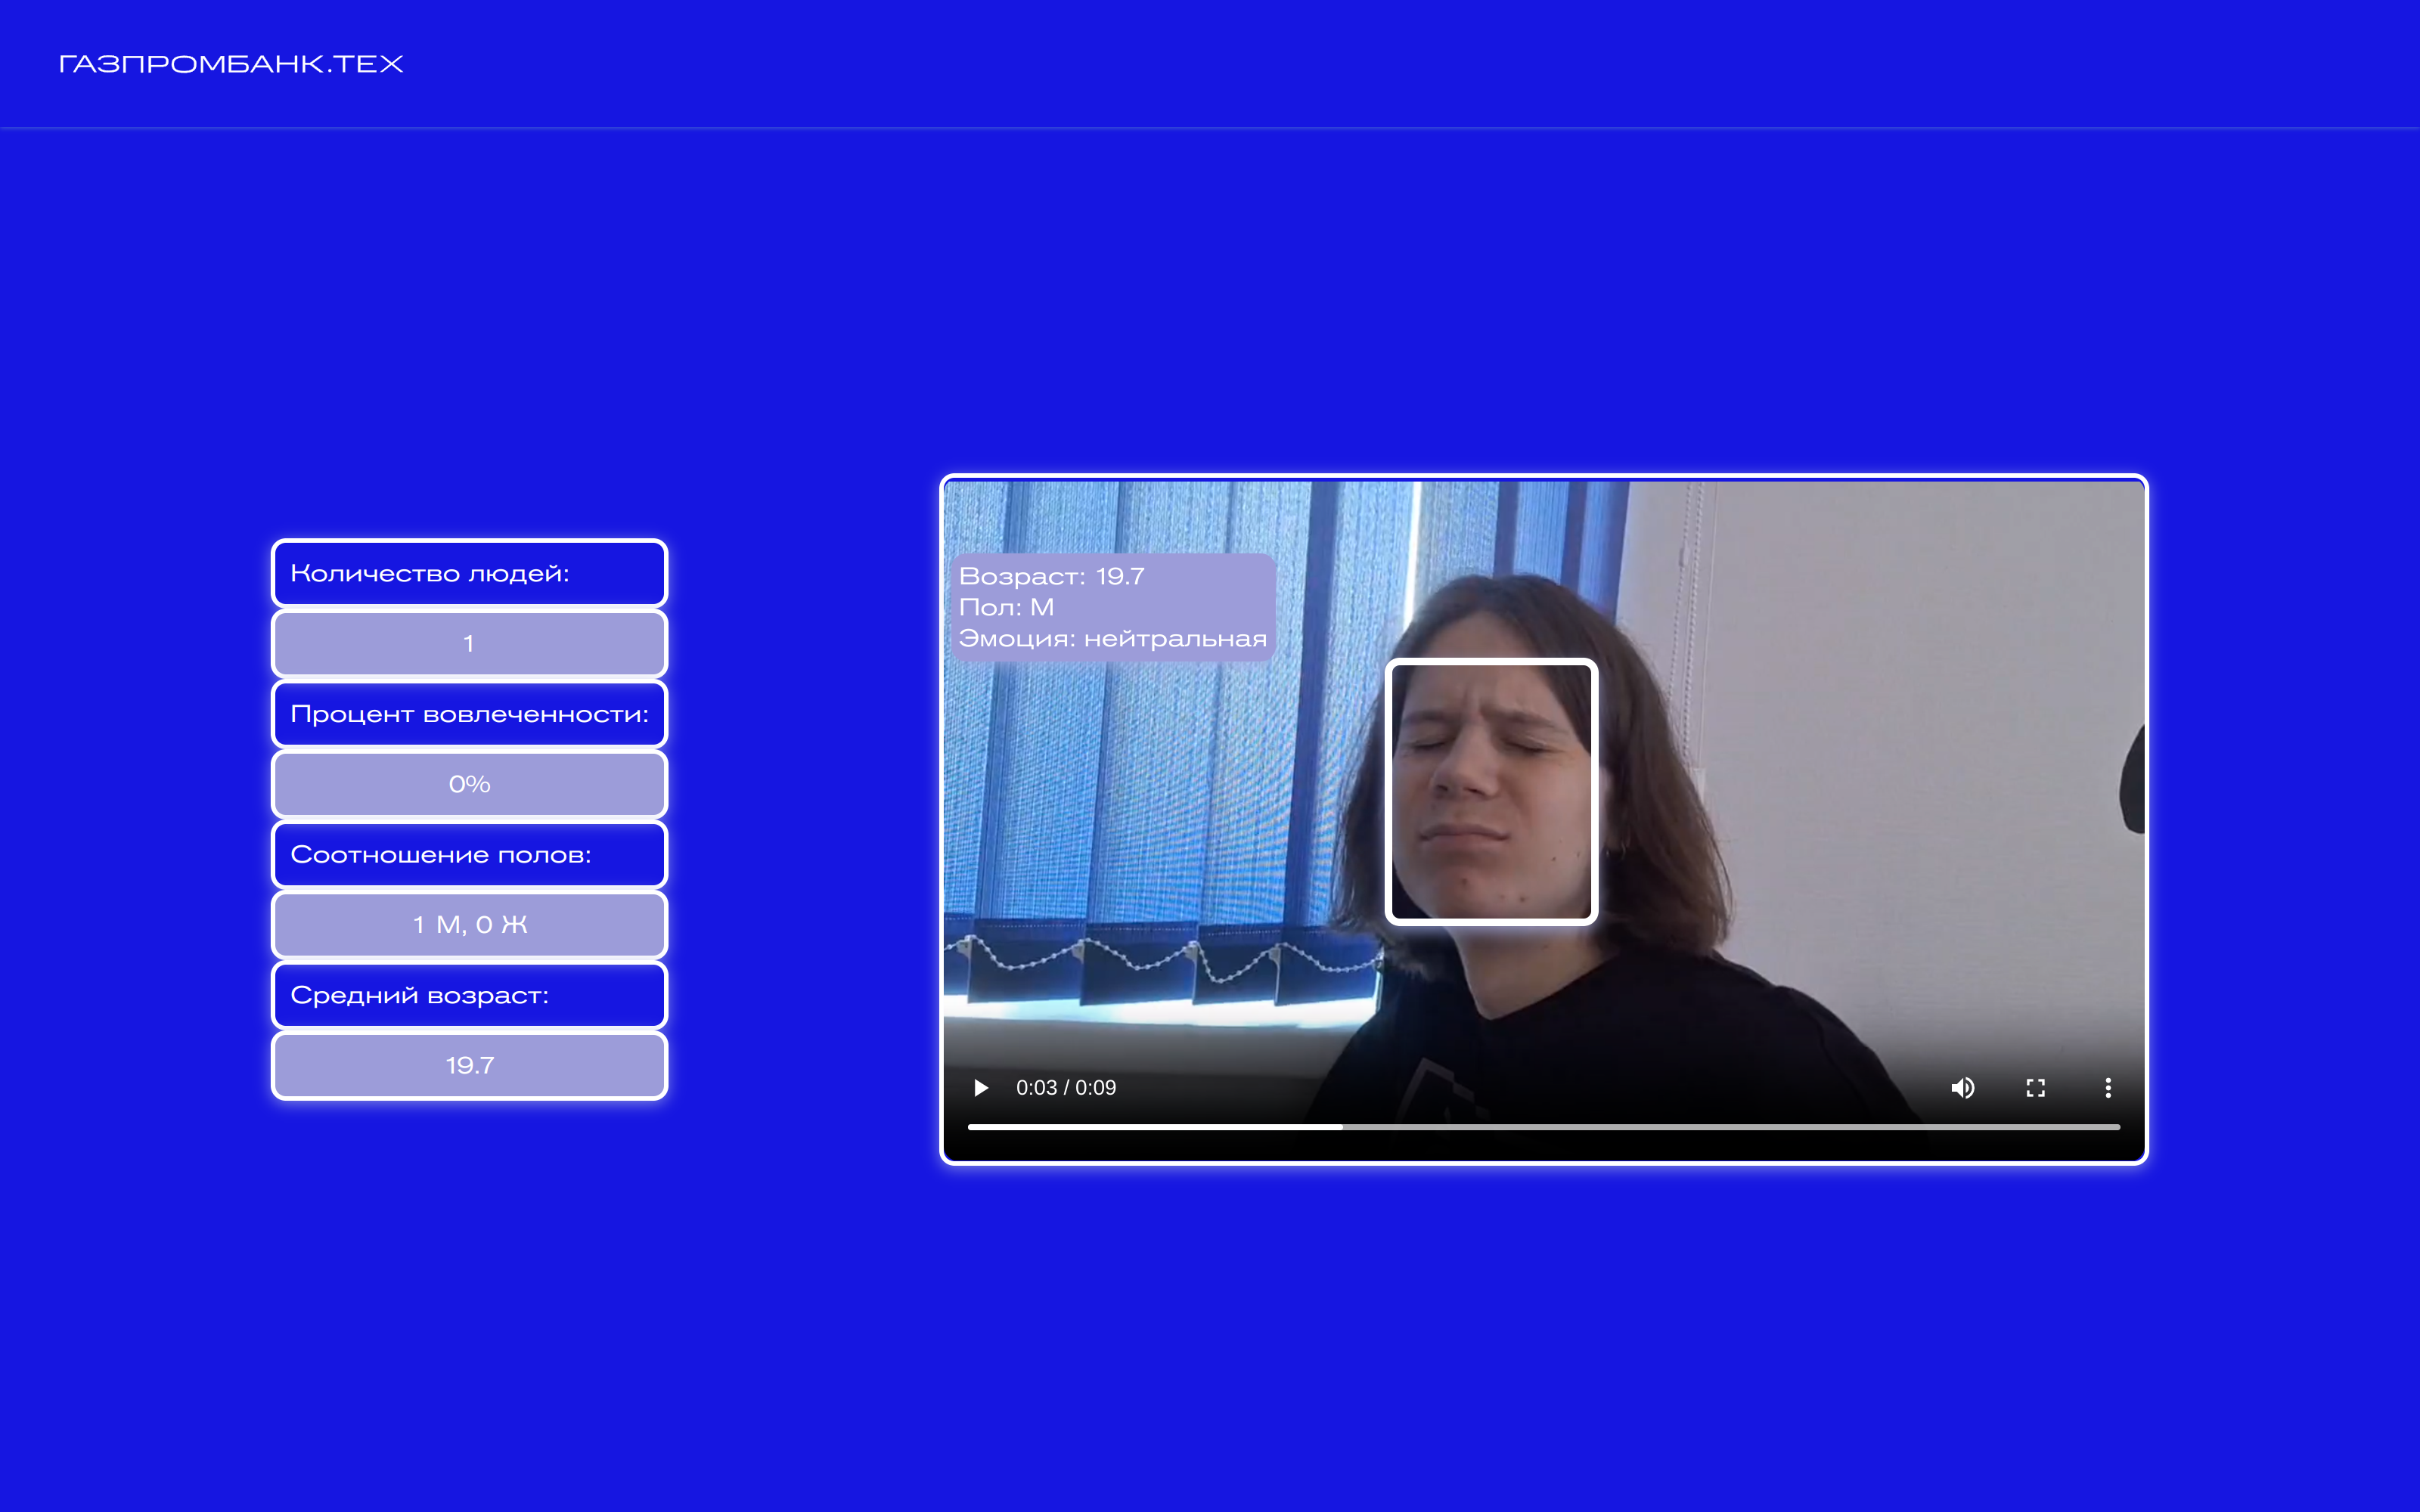 ГАЗПРОМБАНК.ТЕХ
Количество людей:
1
Процент вовлеченности:
0%
Соотношение полов:
1 М, 0 Ж
Средний возраст:
19.7
Возраст: 19.7
Пол: М
Эмоция: нейтральная
0:03 / 0:09